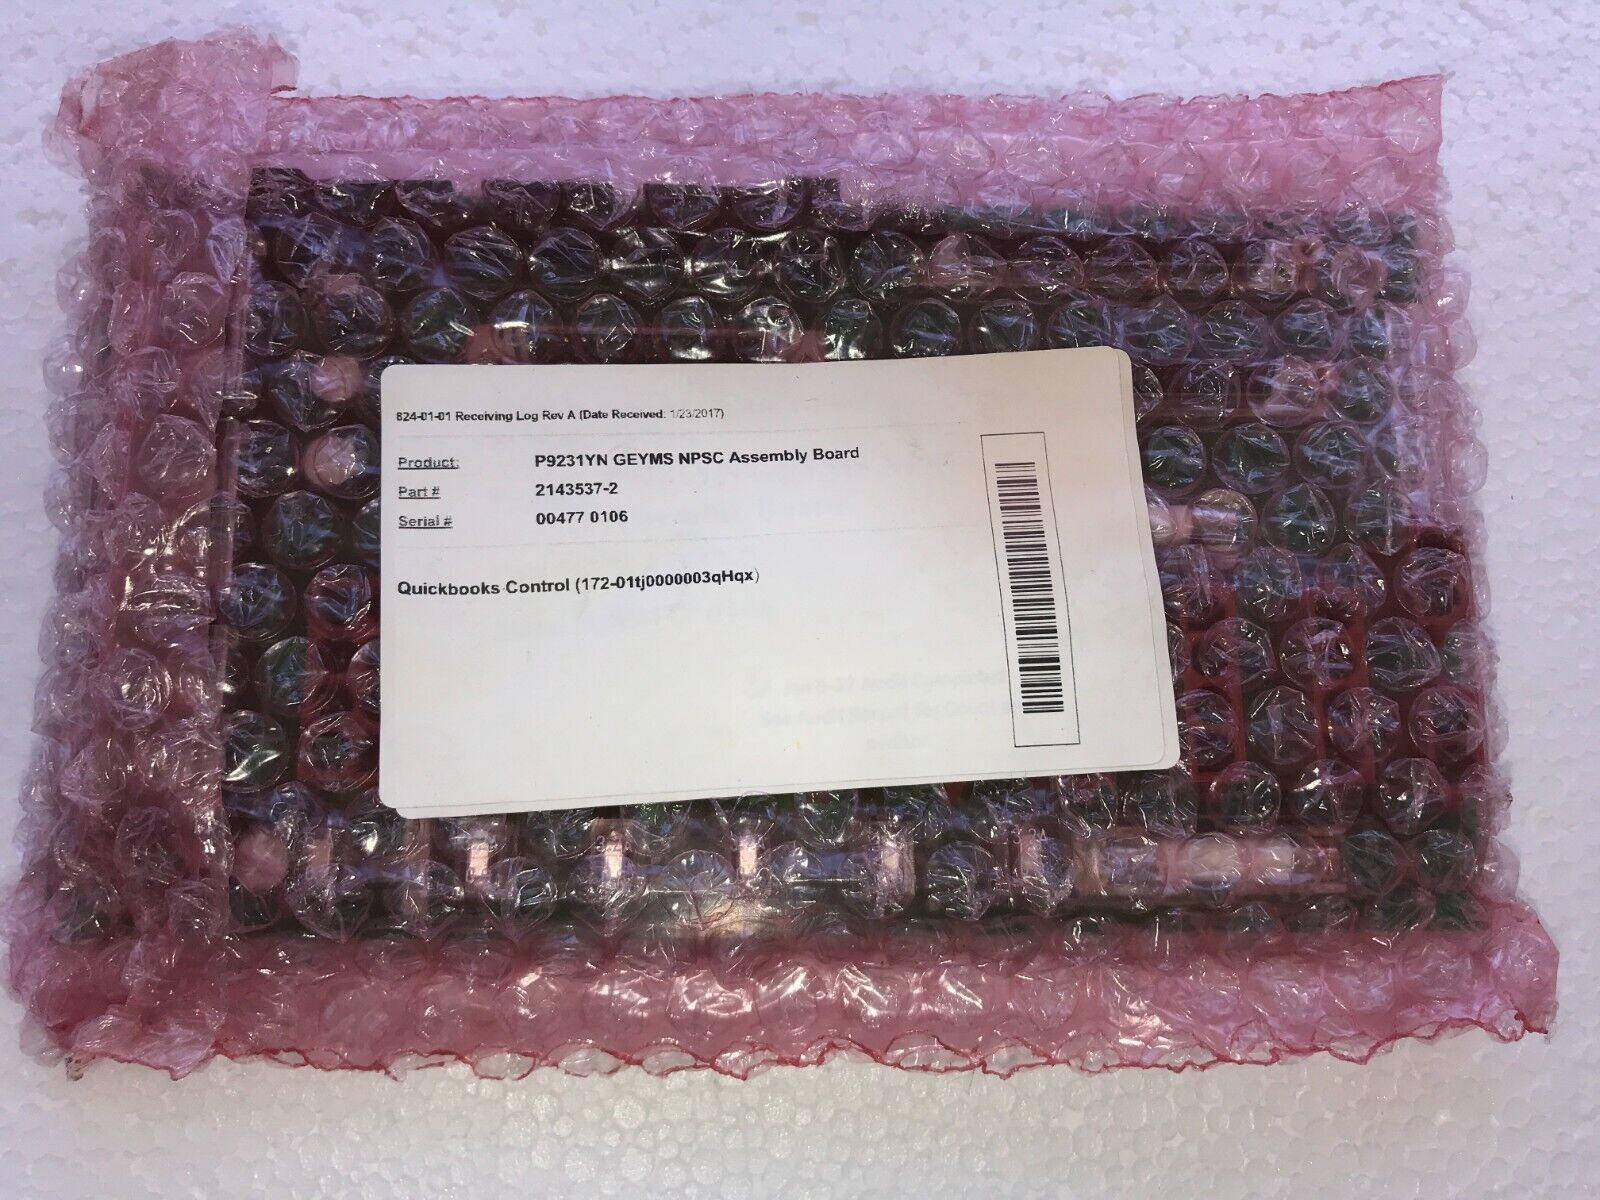 824-01-01 Receiving Log Rev A (Date Received: 1/23/2017)
Product: P9231YN GEYMS NPSC Assembly Board
Part # 2143537-2
Serial # 00477 0106
Quickbooks Control (172-01tj0000003qHqx)